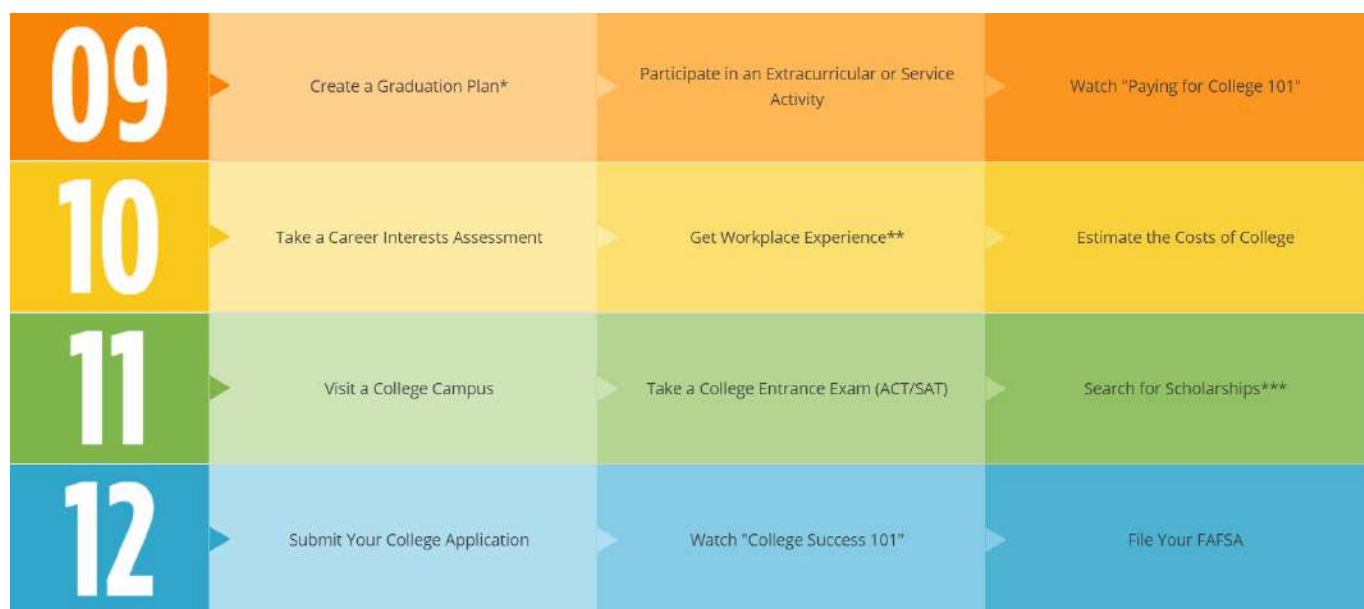 09
Create a Graduation Plan*
Participate in an Extracurricular or Service
Activity
Watch "Paying for College 101"
10
Take a Career Interests Assessment
Get Workplace Experience**
Estimate the Costs of College
11
Visit a College Campus
Take a College Entrance Exam (ACT/SAT)
Search for Scholarships***
12
Submit Your College Application
Watch "College Success 101"
File Your FAFSA